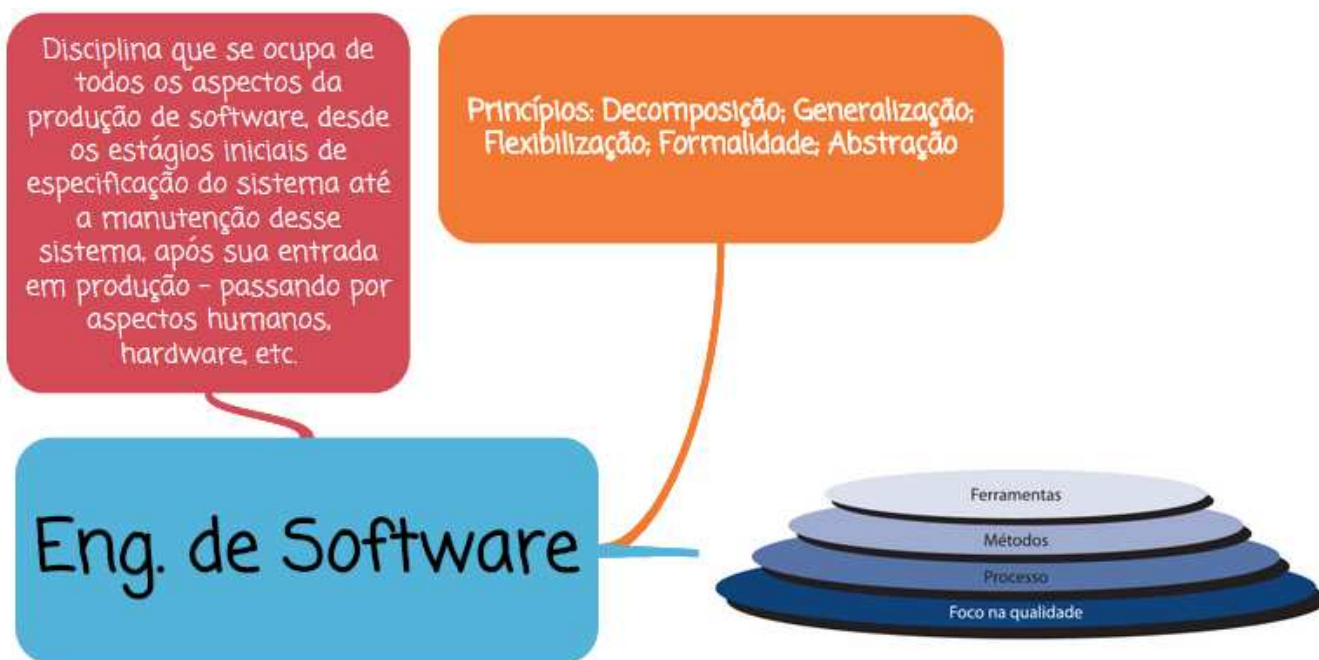 Disciplina que se ocupa de
todos os aspectos da
produção de software, desde
os estágios iniciais de
especificação do sistema até
a manutenção desse
sistema, após sua entrada
em produção - passando por
aspectos humanos,
hardware, etc.
Princípios: Decomposição; Generalização;
Flexibilização; Formalidade; Abstração
Eng. de Software
Ferramentas
Métodos
Processo
Foco na qualidade